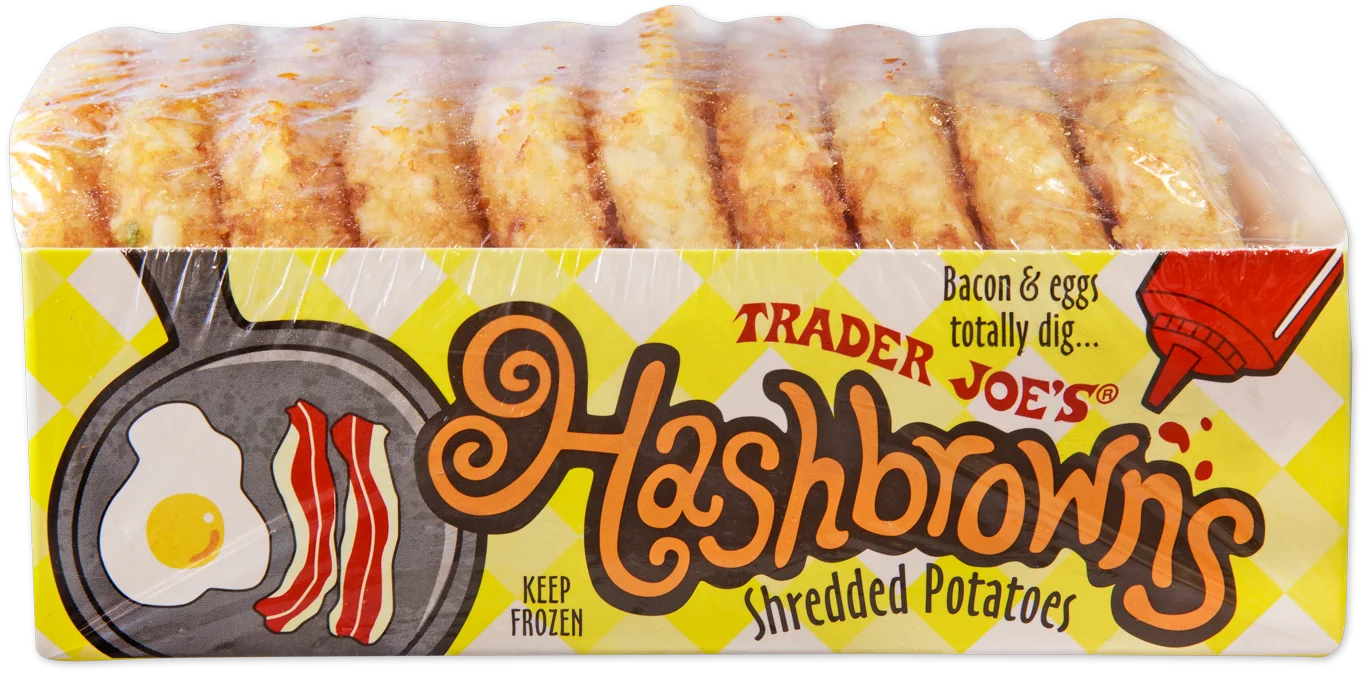 Bacon & eggs
totally dig...
TRADER JOE'S®
Hashbrowns
Shredded Potatoes
KEEP
FROZEN